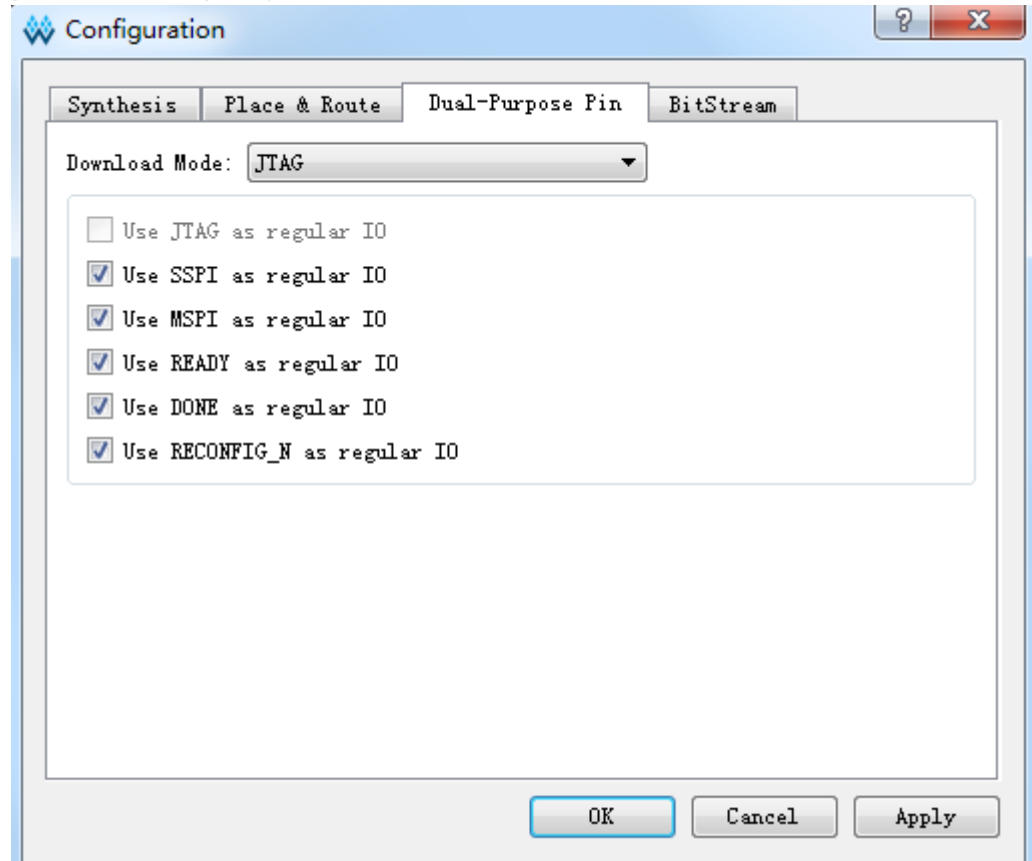 Configuration
Synthesis Place & Route Dual-Purpose Pin BitStream
Download Mode: JTAG
Use JTAG as regular IO
Use SSPI as regular IO
Use MSPI as regular IO
Use READY as regular IO
Use DONE as regular IO
Use RECONFIG_N as regular IO
OK Cancel Apply